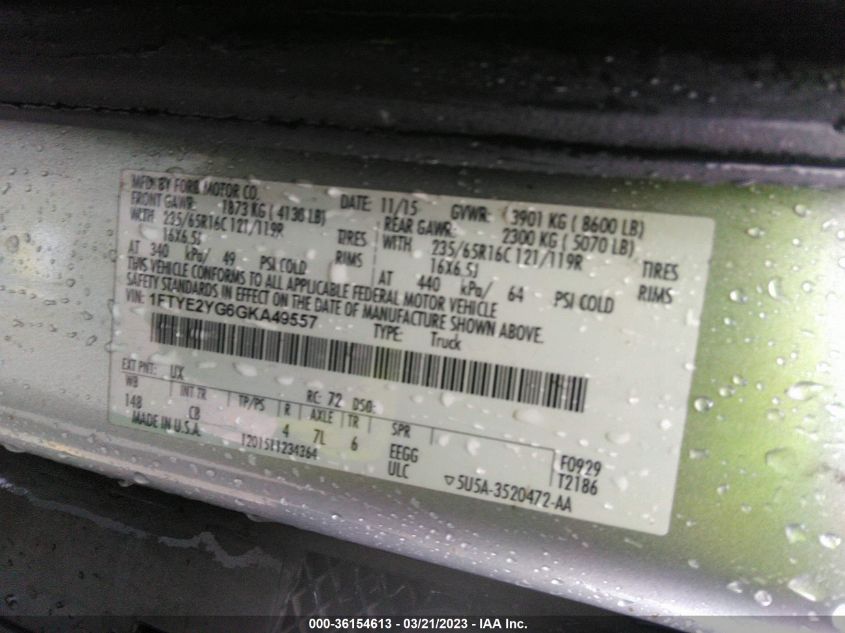 MFD. BY FORD MOTOR CO.
DATE: 11/15 GVWR: 3901 KG ( 8600 LB)
FRONT GAWR: 1873 KG ( 4130 LB) REAR GAWR: 2300 KG ( 5070 LB)
WITH 235/65R16C 121/119R TIRES WITH 235/65R16C 121/119R TIRES
16X6.5J RIMS 16X6.5J RIMS
AT 340 kPa/ 49 PSI COLD AT 440 kPa/ 64 PSI COLD
THIS VEHICLE CONFORMS TO ALL APPLICABLE FEDERAL MOTOR VEHICLE
SAFETY STANDARDS IN EFFECT ON THE DATE OF MANUFACTURE SHOWN ABOVE.
VIN: 1FTYE2YG6GKA49557
TYPE: Truck
EXT PNT: UX RC: 72 DSO:
WB INT TR TP/PS R AXLE TR SPR
148 CB 4 7L 6 EEGG F0929
MADE IN U.S.A. ULC T2186
5U5A-3520472-AA
000-36154613 - 03/21/2023 - IAA Inc.